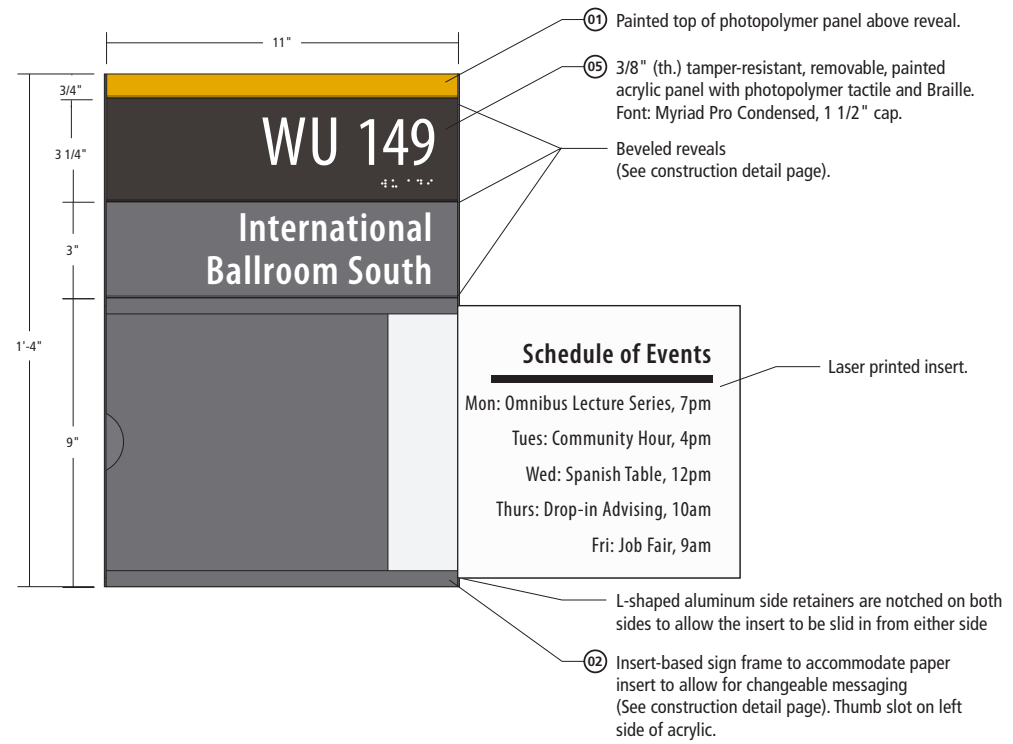 01 Painted top of photopolymer panel above reveal.
11"
05 3/8" (th.) tamper-resistant, removable, painted
acrylic panel with photopolymer tactile and Braille.
Font: Myriad Pro Condensed, 1 1/2" cap.
3/4"
WU 149
3 1/4"
Beveled reveals
(See construction detail page).
International
Ballroom South
3"
1'-4"
Schedule of Events
Laser printed insert.
Mon: Omnibus Lecture Series, 7pm
Tues: Community Hour, 4pm
9"
Wed: Spanish Table, 12pm
Thurs: Drop-in Advising, 10am
Fri: Job Fair, 9am
L-shaped aluminum side retainers are notched on both
sides to allow the insert to be slid in from either side
02 Insert-based sign frame to accommodate paper
insert to allow for changeable messaging
(See construction detail page). Thumb slot on left
side of acrylic.